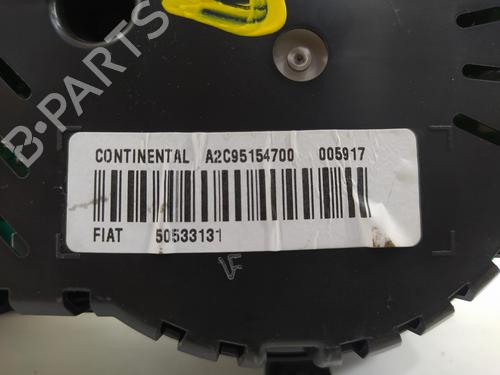 B-PARTS
CONTINENTAL A2C95154700 005917
FIAT 50533131